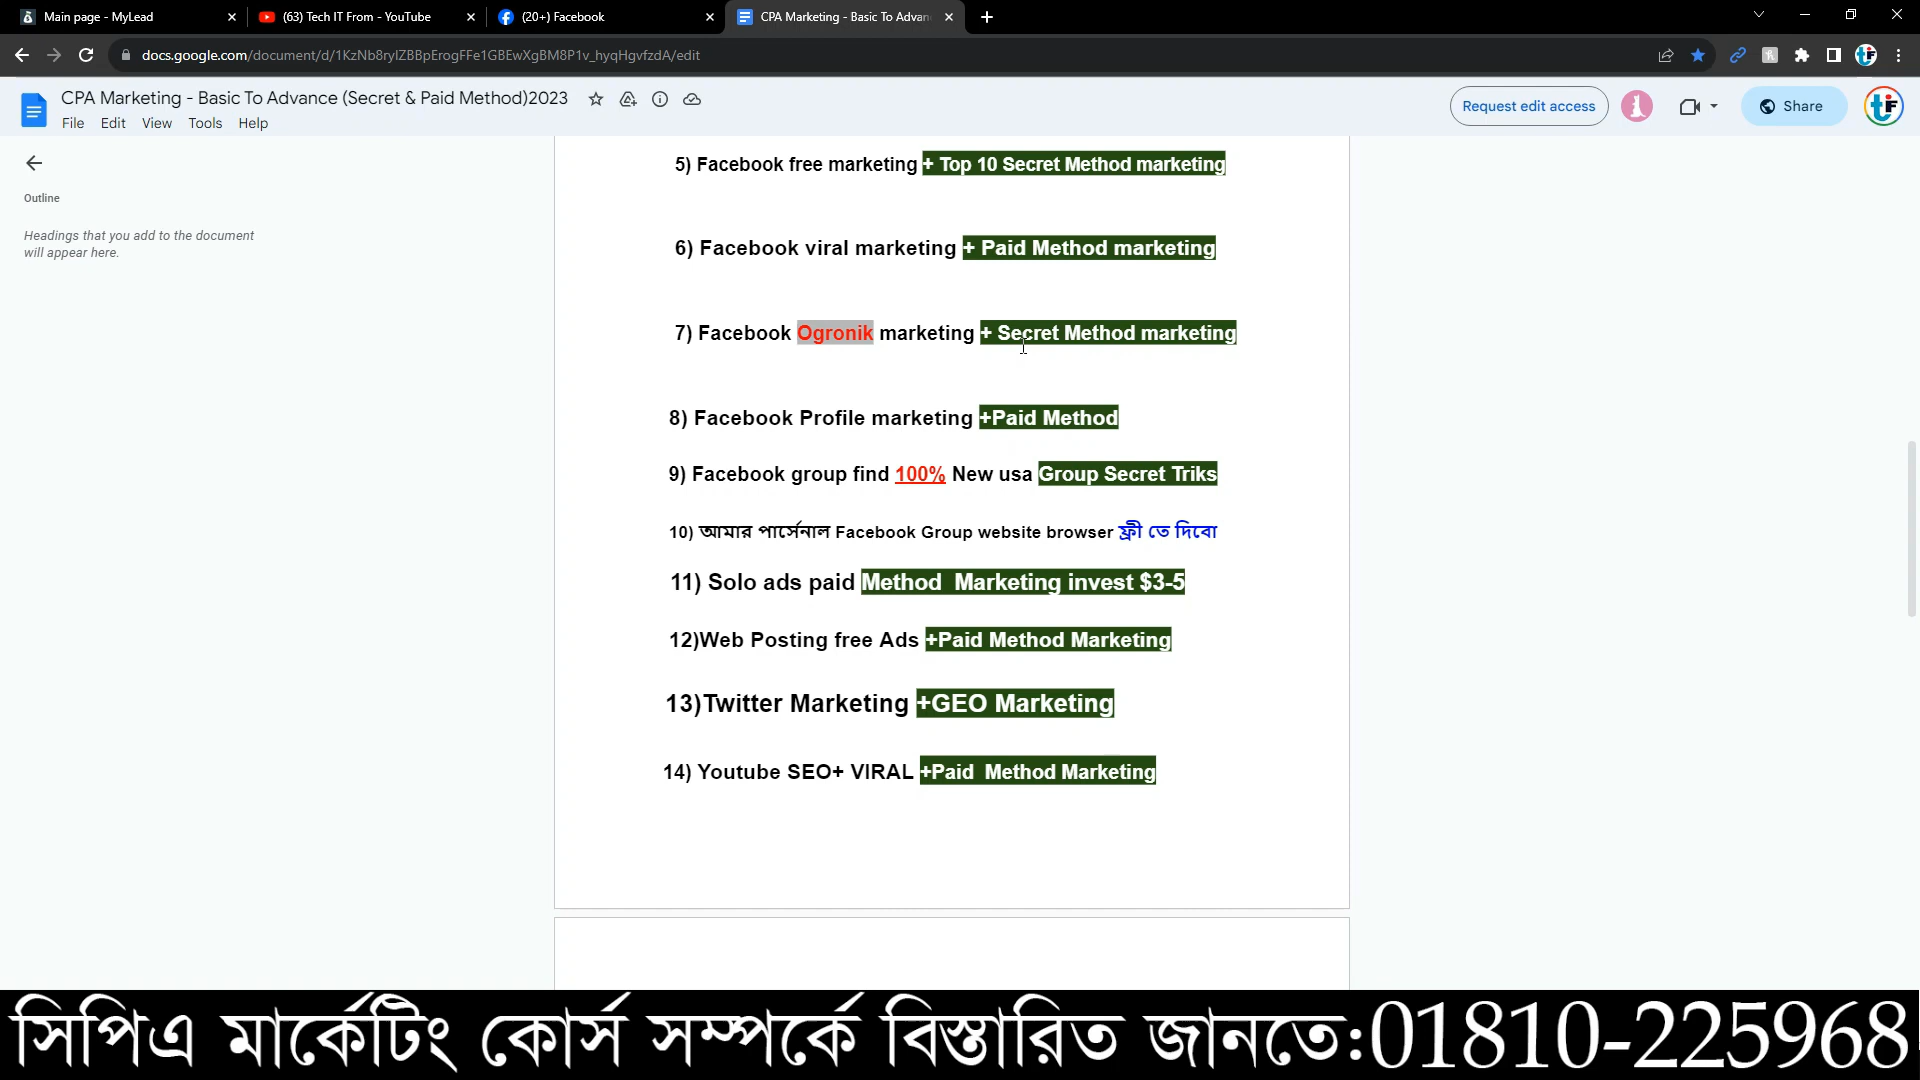 Main page - MyLead
(63) Tech IT From - YouTube
(20+) Facebook
CPA Marketing - Basic To Advan
docs.google.com/document/d/1KzNb8rylZBBpErogFFe1GBEwXgBM8P1v_hyqHgvfzdA/edit
CPA Marketing - Basic To Advance (Secret & Paid Method)2023
Request edit access
Share
File Edit View Tools Help
Outline
Headings that you add to the document
will appear here.
5) Facebook free marketing + Top 10 Secret Method marketing
6) Facebook viral marketing + Paid Method marketing
7) Facebook Ogronik marketing + Secret Method marketing
8) Facebook Profile marketing +Paid Method
9) Facebook group find 100% New usa Group Secret Triks
10) আমার পার্সেনাল Facebook Group website browser ফ্রী তে দিবো
11) Solo ads paid Method  Marketing invest $3-5
12)Web Posting free Ads +Paid Method Marketing
13)Twitter Marketing +GEO Marketing
14) Youtube SEO+ VIRAL +Paid  Method Marketing
সিপিএ মার্কেটিং কোর্স সম্পর্কে বিস্তারিত জানতে:01810-225968